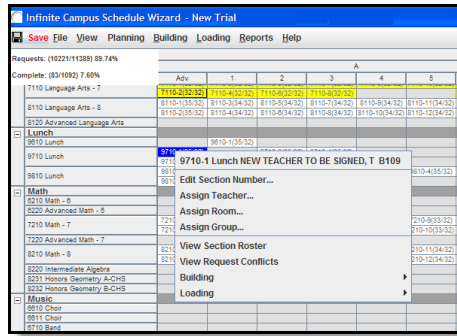 Infinite Campus Schedule Wizard - New Trial
Save File View Planning Building Loading Reports Help
Requests: (10221/11389) 89.74%
Complete: (83/1092) 7.60%
A
Adv 1 2 3 4 5
7110 Language Arts - 7
7110-2(32/32) 7110-4(32/32) 7110-6(32/32) 7110-8(32/32)
8110 Language Arts - 8
8110-1(35/32) 8110-3(34/32) 8110-5(34/32) 8110-7(34/32) 8110-9(34/32) 8110-11(34/32)
8110-2(35/32) 8110-4(34/32) 8110-6(34/32) 8110-8(34/32) 8110-10(34/32) 8110-12(34/32)
8120 Advanced Language Arts
Lunch
9610 Lunch 9610-1(35/32)
9710 Lunch
9810 Lunch 9810-4(35/32)
9710-1 Lunch NEW TEACHER TO BE SIGNED, T B109
Edit Section Number...
Assign Teacher...
Assign Room...
Assign Group...
View Section Roster
View Request Conflicts
Building
Loading
Math
6210 Math - 6
6220 Advanced Math - 6
7210 Math - 7
7210-9(33/32)
7210-10(33/32)
7220 Advanced Math - 7
8210 Math - 8
8210-11(34/32)
8210-12(34/32)
8220 Intermediate Algebra
8231 Honors Geometry A-CHS
8232 Honors Geometry B-CHS
Music
6610 Choir
6611 Choir
6710 Band